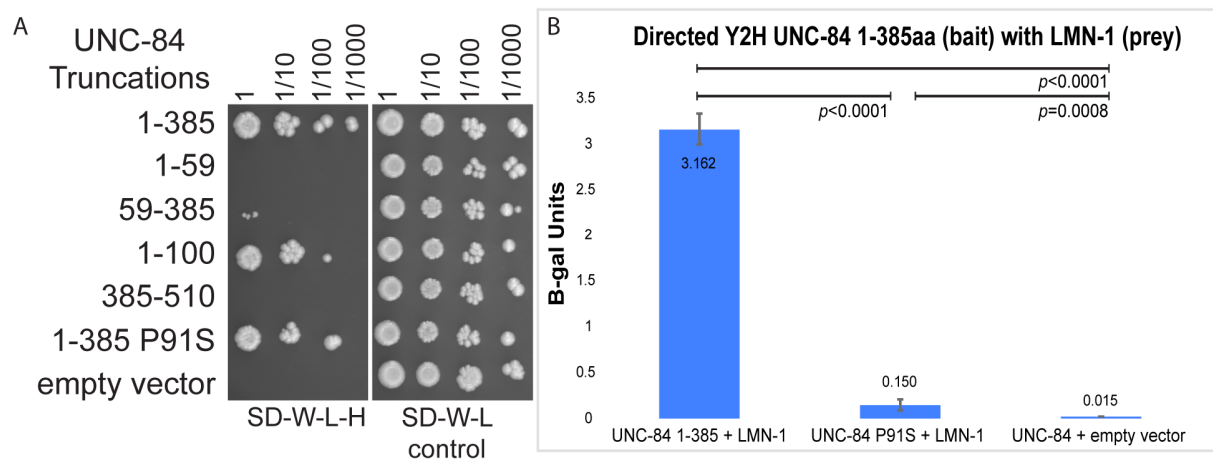 A
UNC-84
Truncations
1
1/10
1/100
1/1000
1
1/10
1/100
1/1000
1-385
1-59
59-385
1-100
385-510
1-385 P91S
empty vector
SD-W-L-H
SD-W-L
control
B
Directed Y2H UNC-84 1-385aa (bait) with LMN-1 (prey)
p<0.0001
p<0.0001
p=0.0008
B-gal Units
3.5
3
2.5
2
1.5
1
0.5
0
3.162
0.150
0.015
UNC-84 1-385 + LMN-1
UNC-84 P91S + LMN-1
UNC-84 + empty vector